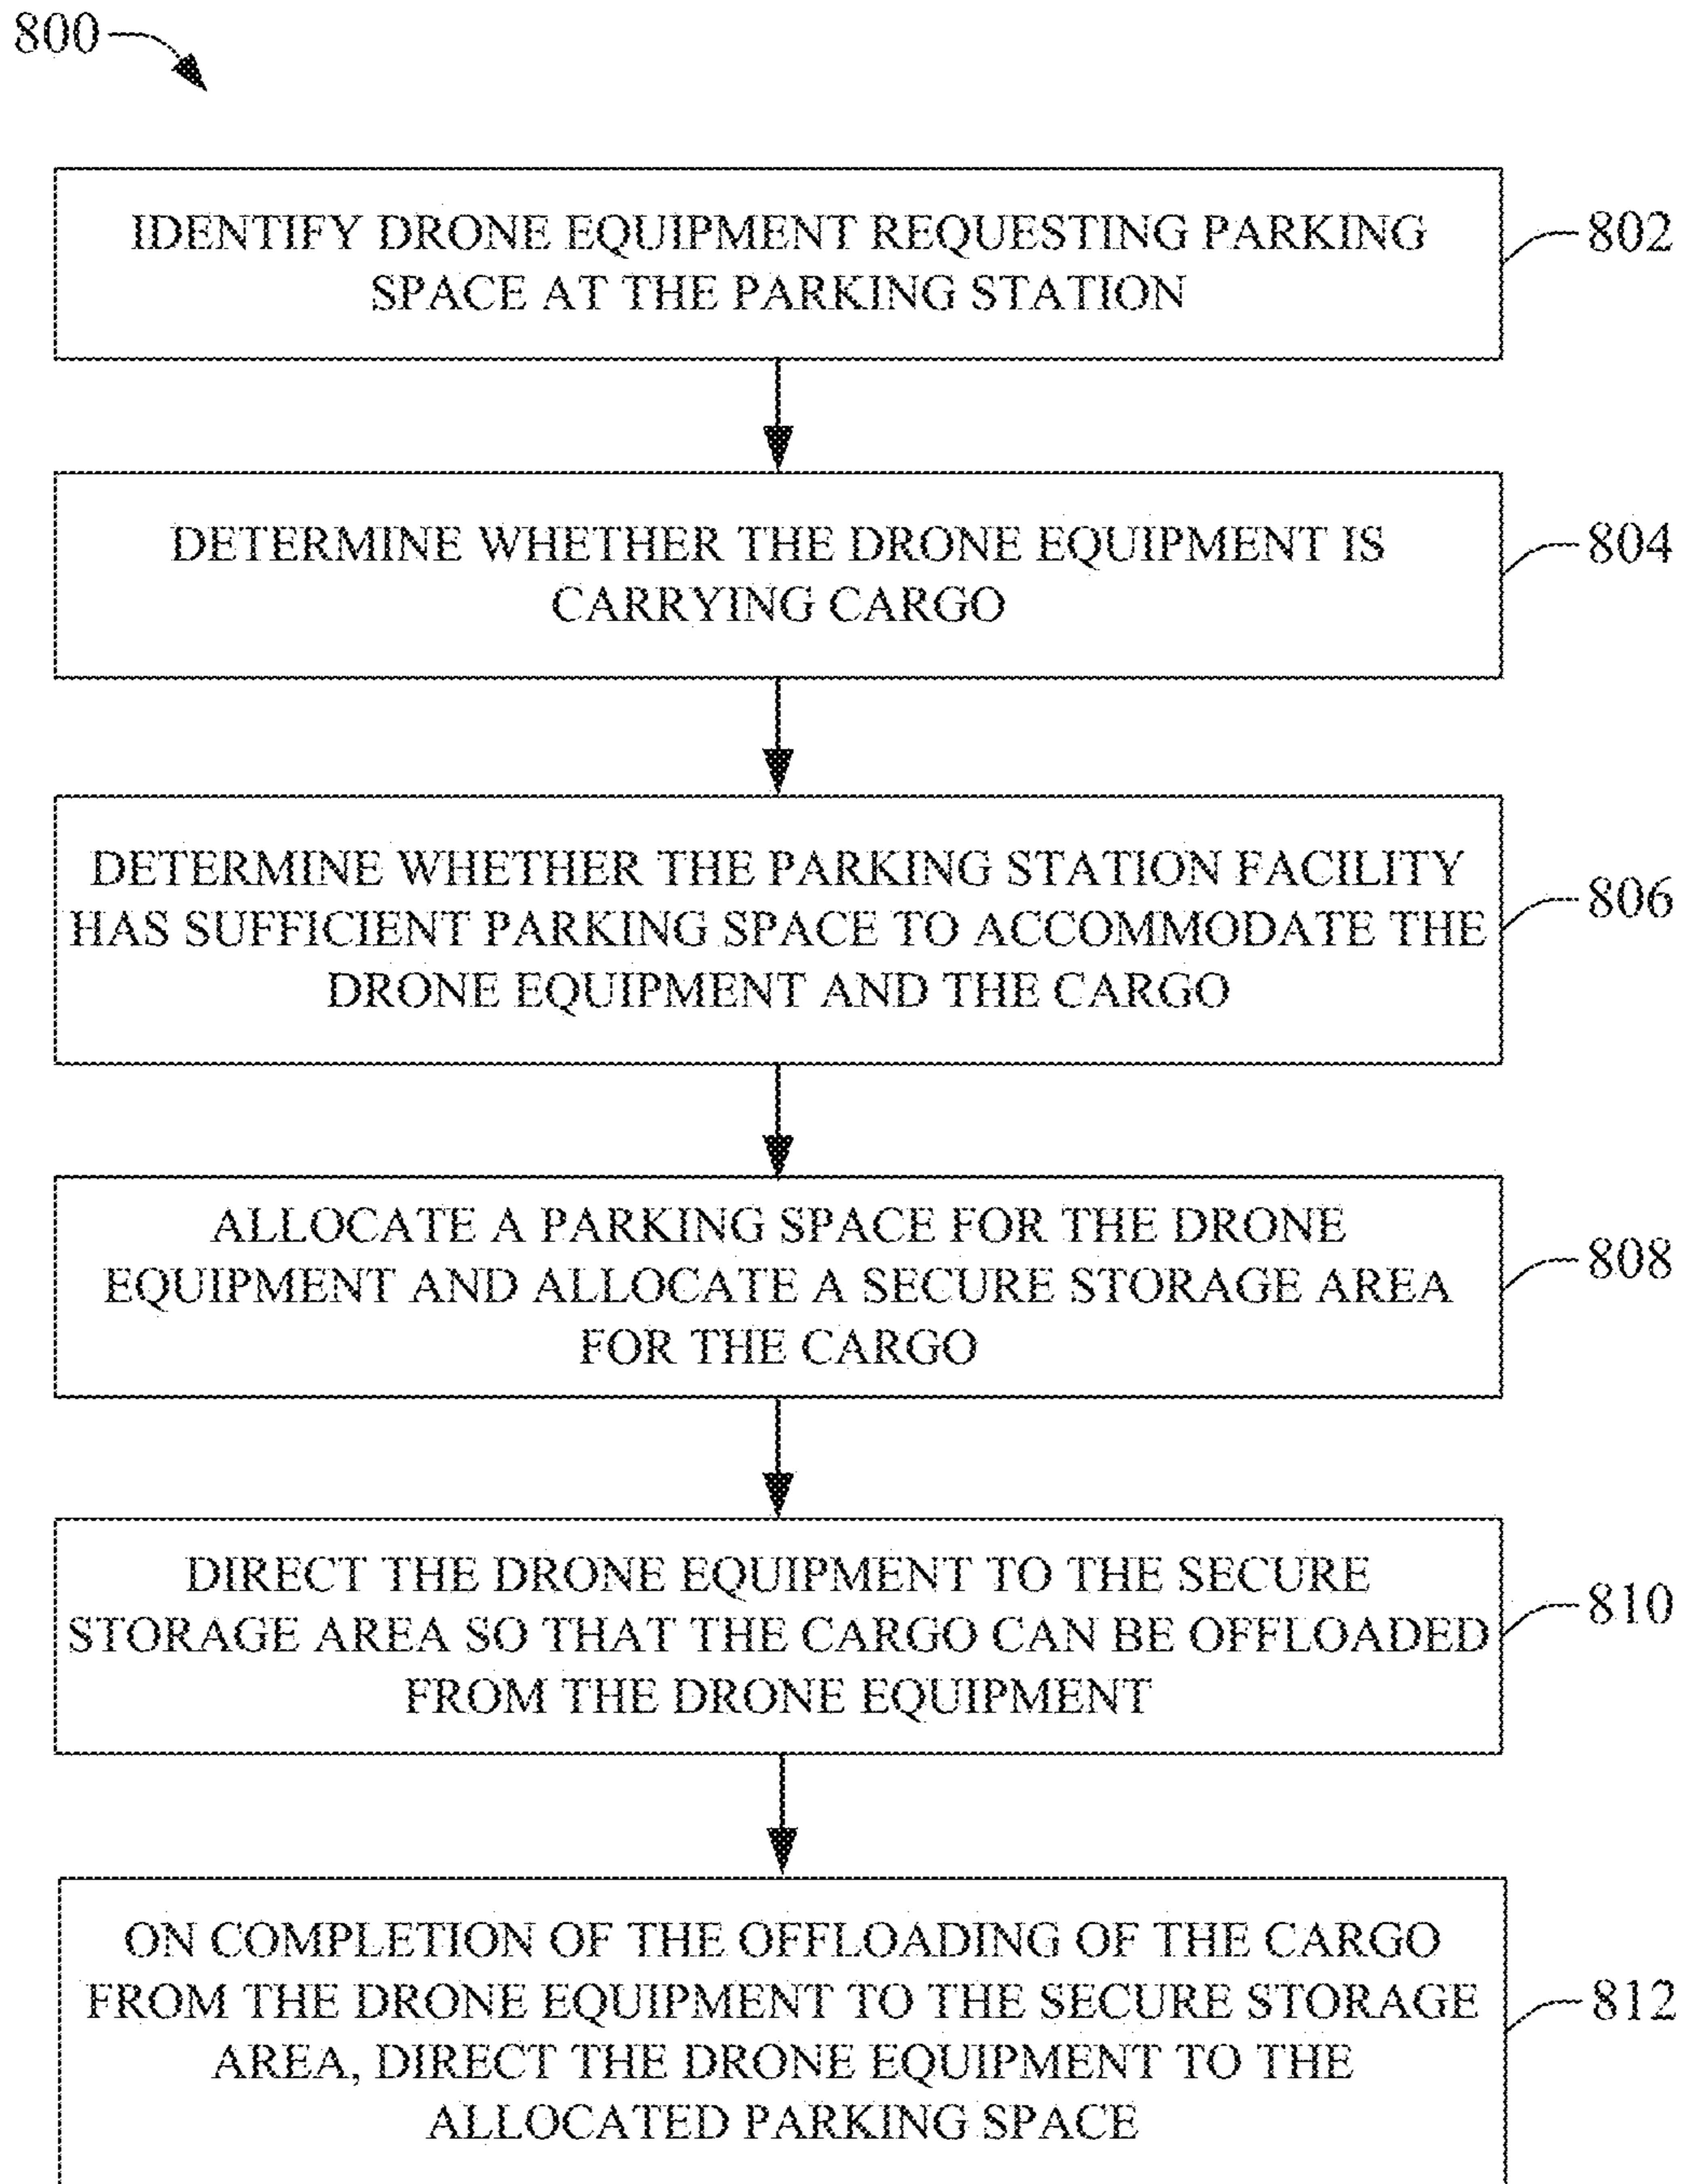 800
IDENTIFY DRONE EQUIPMENT REQUESTING PARKING
SPACE AT THE PARKING STATION
802
DETERMINE WHETHER THE DRONE EQUIPMENT IS
CARRYING CARGO
804
DETERMINE WHETHER THE PARKING STATION FACILITY
HAS SUFFICIENT PARKING SPACE TO ACCOMMODATE THE
DRONE EQUIPMENT AND THE CARGO
806
ALLOCATE A PARKING SPACE FOR THE DRONE
EQUIPMENT AND ALLOCATE A SECURE STORAGE AREA
FOR THE CARGO
808
DIRECT THE DRONE EQUIPMENT TO THE SECURE
STORAGE AREA SO THAT THE CARGO CAN BE OFFLOADED
FROM THE DRONE EQUIPMENT
810
ON COMPLETION OF THE OFFLOADING OF THE CARGO
FROM THE DRONE EQUIPMENT TO THE SECURE STORAGE
AREA, DIRECT THE DRONE EQUIPMENT TO THE
ALLOCATED PARKING SPACE
812